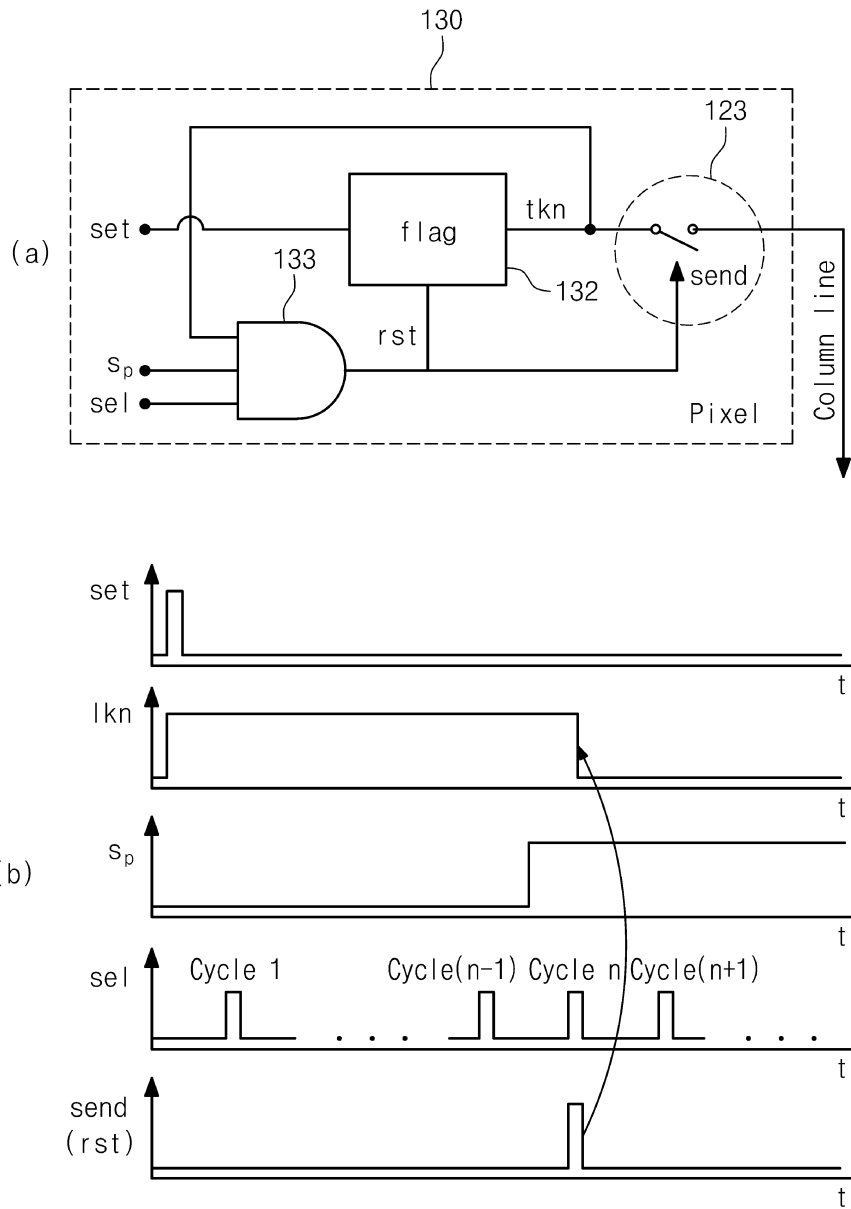 130
123
(a)
set
flag
tkn
send
132
133
rst
sp
sel
Pixel
Column line
(b)
set
t
lkn
t
sp
t
sel
Cycle 1
Cycle(n-1)
Cycle n
Cycle(n+1)
. . .
. . .
t
send
(rst)
t